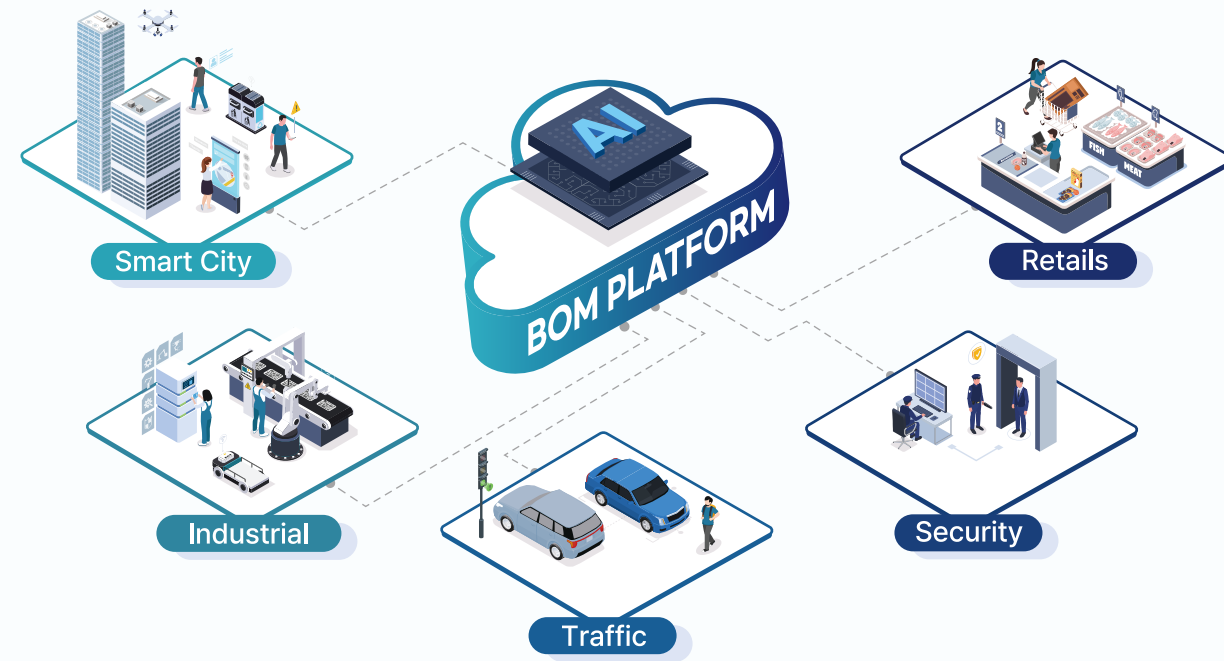 AI
BOM PLATFORM
Smart City
2
FISH
MEAT
Retails
Industrial
Security
Traffic